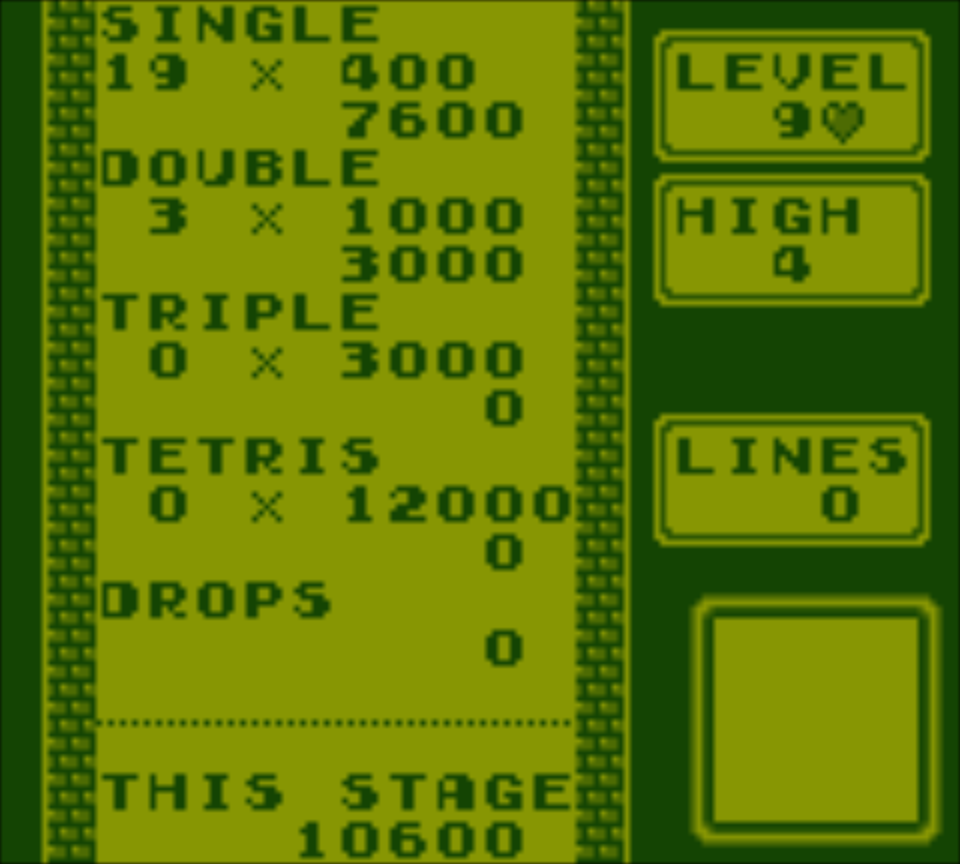 SINGLE
19 × 400
7600
DOUBLE
3 × 1000
3000
TRIPLE
0 × 3000
0
TETRIS
0 × 12000
0
DROPS
0
THIS STAGE
10600
LEVEL
9♥
HIGH
4
LINES
0